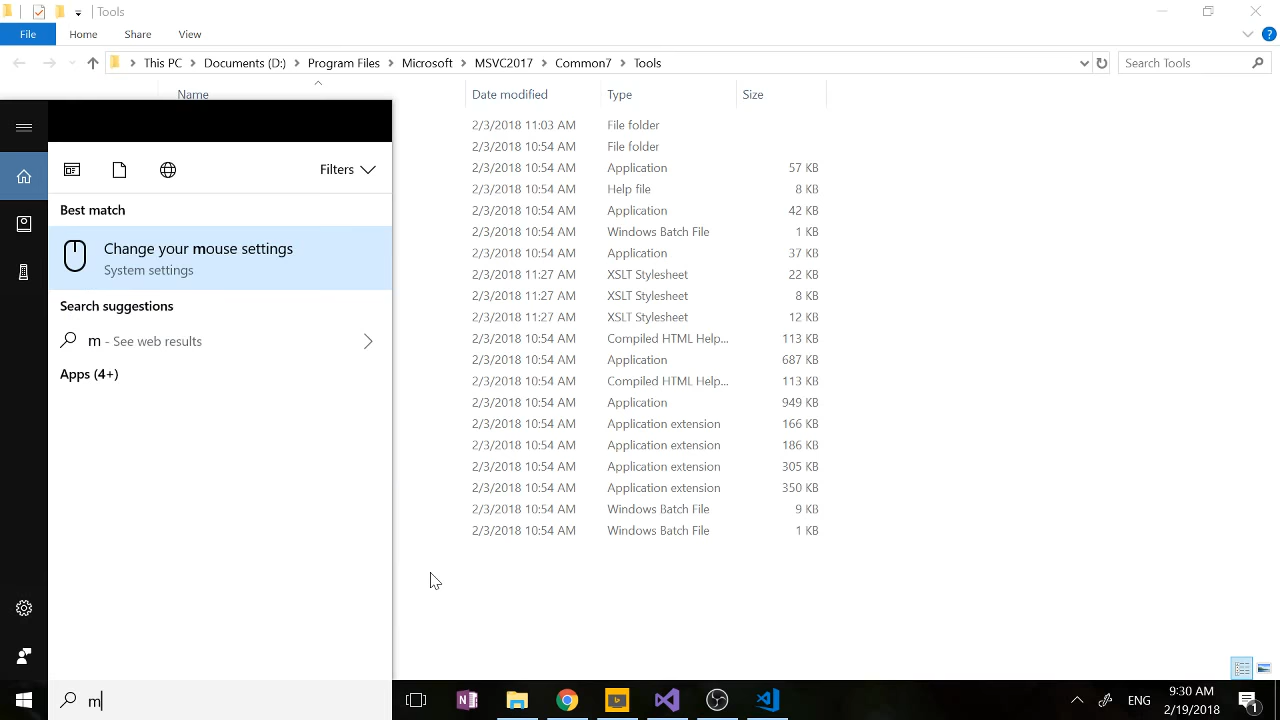 Tools
File Home Share View
This PC Documents (D:) Program Files Microsoft MSVC2017 Common7 Tools Search Tools
Name Date modified Type Size
2/3/2018 11:03 AM File folder
2/3/2018 10:54 AM File folder
2/3/2018 10:54 AM Application 57 KB
2/3/2018 10:54 AM Help file 8 KB
2/3/2018 10:54 AM Application 42 KB
2/3/2018 10:54 AM Windows Batch File 1 KB
2/3/2018 10:54 AM Application 37 KB
2/3/2018 11:27 AM XSLT Stylesheet 22 KB
2/3/2018 11:27 AM XSLT Stylesheet 8 KB
2/3/2018 11:27 AM XSLT Stylesheet 12 KB
2/3/2018 10:54 AM Compiled HTML Help... 113 KB
2/3/2018 10:54 AM Application 687 KB
2/3/2018 10:54 AM Compiled HTML Help... 113 KB
2/3/2018 10:54 AM Application 949 KB
2/3/2018 10:54 AM Application extension 166 KB
2/3/2018 10:54 AM Application extension 186 KB
2/3/2018 10:54 AM Application extension 305 KB
2/3/2018 10:54 AM Application extension 350 KB
2/3/2018 10:54 AM Windows Batch File 9 KB
2/3/2018 10:54 AM Windows Batch File 1 KB
Filters
Best match
Change your mouse settings
System settings
Search suggestions
m - See web results
Apps (4+)
m
ENG
9:30 AM
2/19/2018
1